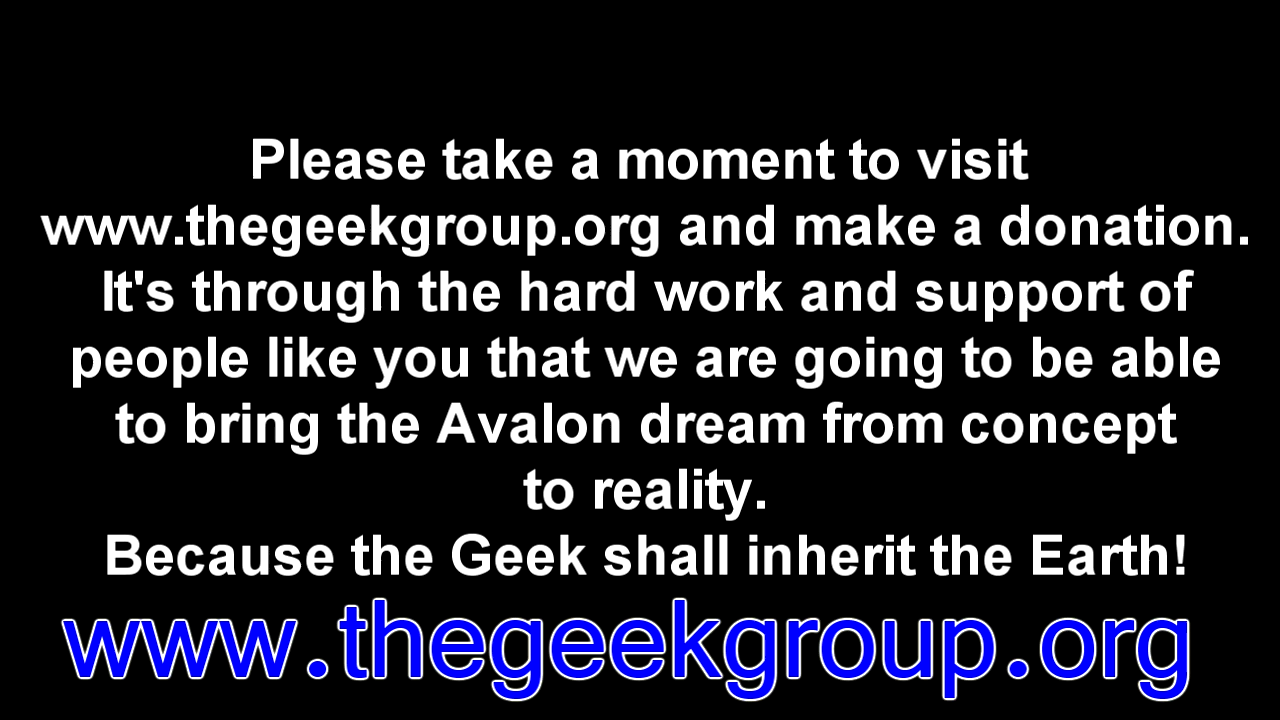 Please take a moment to visit
www.thegeekgroup.org and make a donation.
It's through the hard work and support of
people like you that we are going to be able
to bring the Avalon dream from concept
to reality.
Because the Geek shall inherit the Earth!
www.thegeekgroup.org